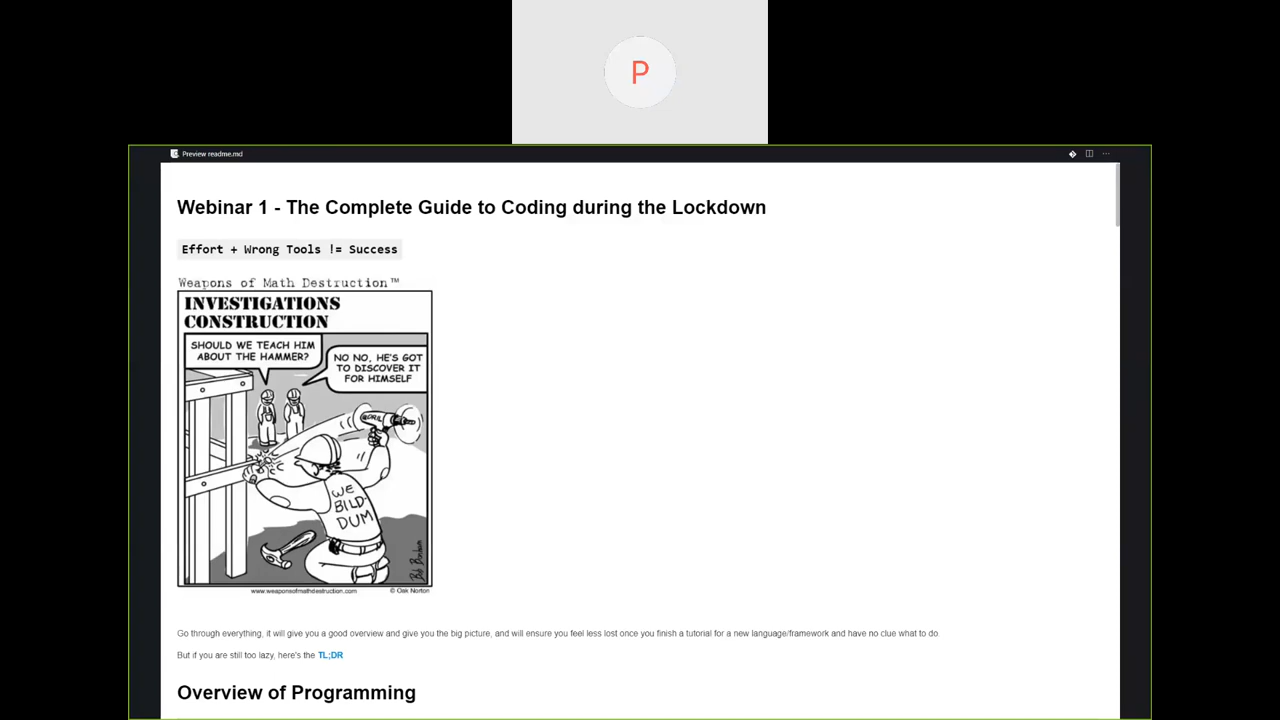 P
Preview readme.md
Webinar 1 - The Complete Guide to Coding during the Lockdown
Effort + Wrong Tools != Success
Weapons of Math Destruction™
INVESTIGATIONS
CONSTRUCTION
SHOULD WE TEACH HIM
ABOUT THE HAMMER?
NO NO, HE'S GOT
TO DISCOVER IT
FOR HIMSELF
WE
BILD
DUM
www.weaponsofmathdestruction.com
© Oak Norton
Go through everything, it will give you a good overview and give you the big picture, and will ensure you feel less lost once you finish a tutorial for a new language/framework and have no clue what to do
But if you are still too lazy, here's the TL;DR
Overview of Programming